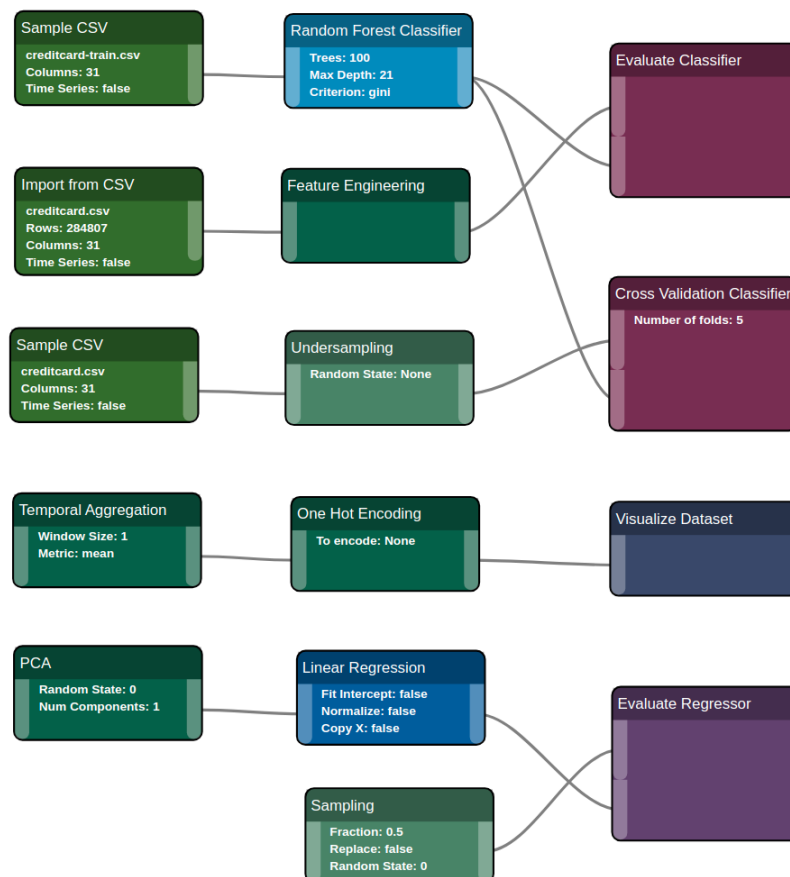 Sample CSV
creditcard-train.csv
Columns: 31
Time Series: false
Random Forest Classifier
Trees: 100
Max Depth: 21
Criterion: gini
Evaluate Classifier
Import from CSV
creditcard.csv
Rows: 284807
Columns: 31
Time Series: false
Feature Engineering
Cross Validation Classifier
Number of folds: 5
Sample CSV
creditcard.csv
Columns: 31
Time Series: false
Undersampling
Random State: None
Temporal Aggregation
Window Size: 1
Metric: mean
One Hot Encoding
To encode: None
Visualize Dataset
PCA
Random State: 0
Num Components: 1
Linear Regression
Fit Intercept: false
Normalize: false
Copy X: false
Evaluate Regressor
Sampling
Fraction: 0.5
Replace: false
Random State: 0